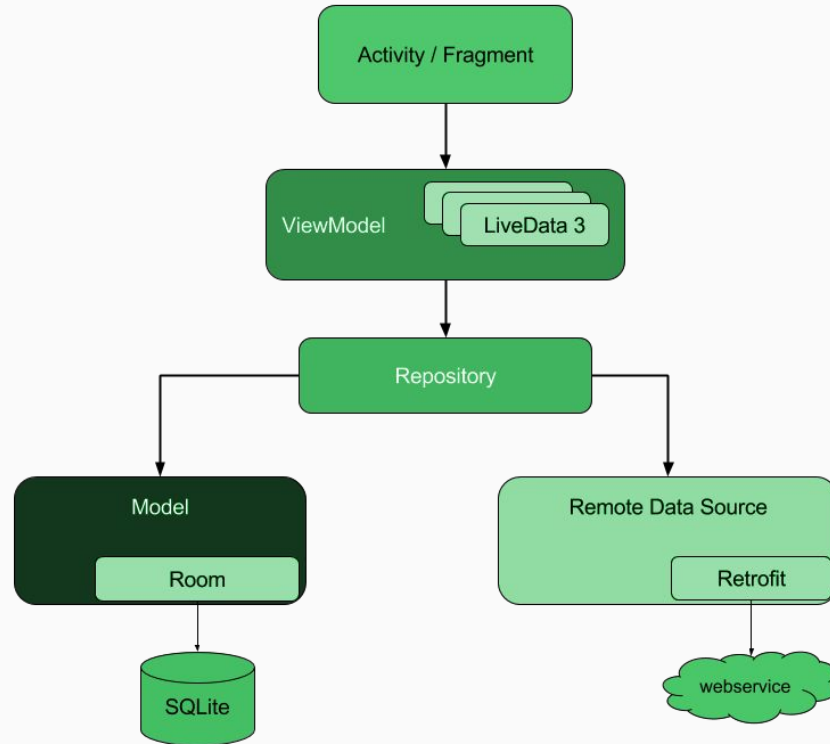 Activity / Fragment
ViewModel
LiveData 3
Repository
Model
Remote Data Source
Room
Retrofit
SQLite
webservice